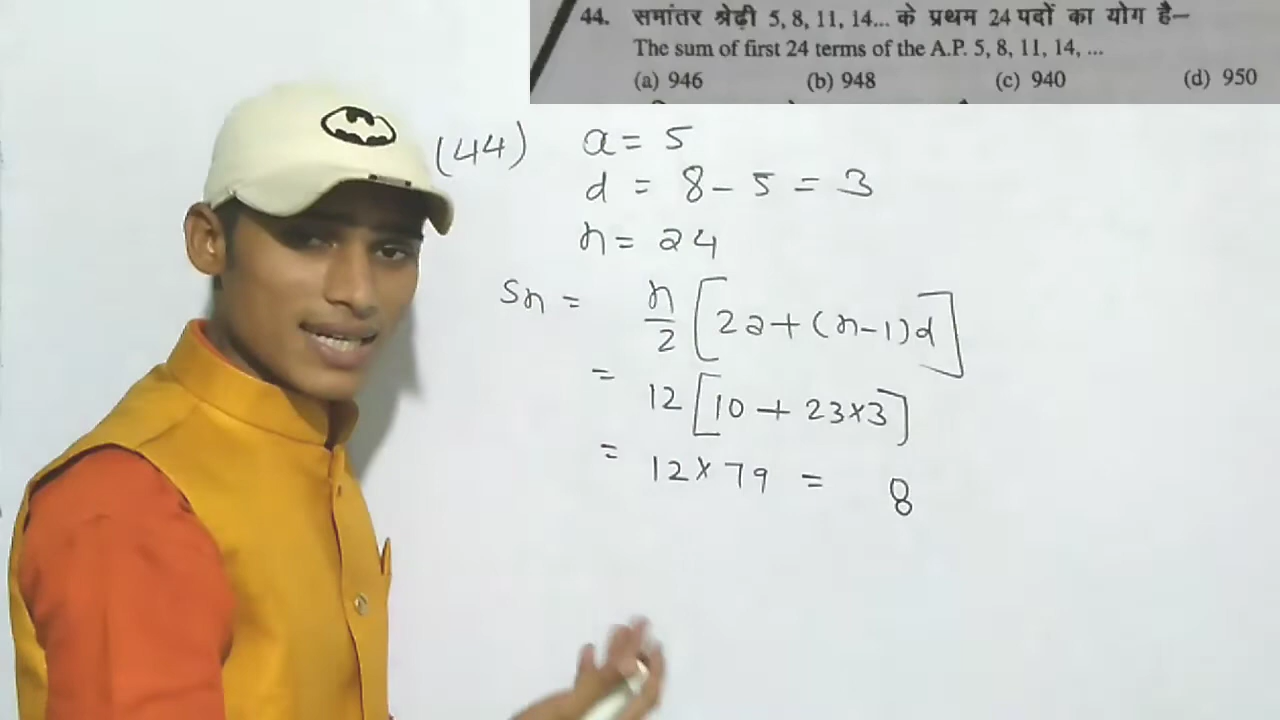 44. समांतर श्रेढ़ी 5, 8, 11, 14... के प्रथम 24 पदों का योग है–
The sum of first 24 terms of the A.P. 5, 8, 11, 14, ...
(a) 946 (b) 948 (c) 940 (d) 950
(44) a = 5
d = 8 - 5 = 3
n = 24
Sn = n/2 [2a + (n-1)d]
= 12 [10 + 23×3]
= 12 × 79 = 8